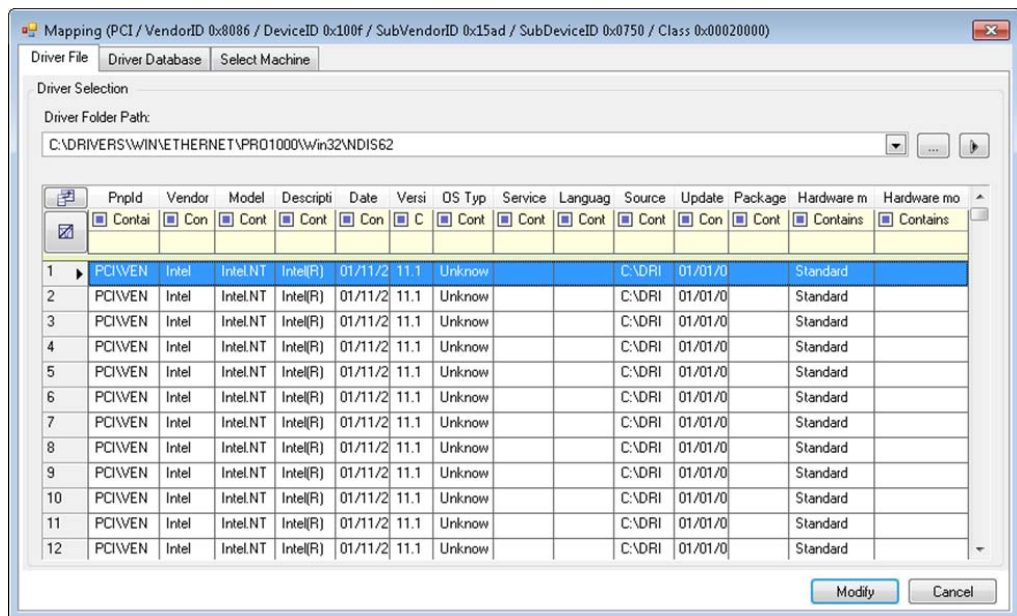 Mapping (PCI / VendorID 0x8086 / DeviceID 0x100f / SubVendorID 0x15ad / SubDeviceID 0x0750 / Class 0x00020000)
Driver File Driver Database Select Machine
Driver Selection
Driver Folder Path:
C:\DRIVERS\WIN\ETHERNET\PRO1000\Win32\NDIS62 ...
PnpId Vendor Model Descripti Date Versi OS Typ Service Languag Source Update Package Hardware m Hardware mo
Contai Con Cont Cont Con C Cont Cont Cont Cont Con Cont Contains Contains
1 PCI\VEN Intel Intel.NT Intel(R) 01/11/2 11.1 Unknow C:\DRI 01/01/0 Standard
2 PCI\VEN Intel Intel.NT Intel(R) 01/11/2 11.1 Unknow C:\DRI 01/01/0 Standard
3 PCI\VEN Intel Intel.NT Intel(R) 01/11/2 11.1 Unknow C:\DRI 01/01/0 Standard
4 PCI\VEN Intel Intel.NT Intel(R) 01/11/2 11.1 Unknow C:\DRI 01/01/0 Standard
5 PCI\VEN Intel Intel.NT Intel(R) 01/11/2 11.1 Unknow C:\DRI 01/01/0 Standard
6 PCI\VEN Intel Intel.NT Intel(R) 01/11/2 11.1 Unknow C:\DRI 01/01/0 Standard
7 PCI\VEN Intel Intel.NT Intel(R) 01/11/2 11.1 Unknow C:\DRI 01/01/0 Standard
8 PCI\VEN Intel Intel.NT Intel(R) 01/11/2 11.1 Unknow C:\DRI 01/01/0 Standard
9 PCI\VEN Intel Intel.NT Intel(R) 01/11/2 11.1 Unknow C:\DRI 01/01/0 Standard
10 PCI\VEN Intel Intel.NT Intel(R) 01/11/2 11.1 Unknow C:\DRI 01/01/0 Standard
11 PCI\VEN Intel Intel.NT Intel(R) 01/11/2 11.1 Unknow C:\DRI 01/01/0 Standard
12 PCI\VEN Intel Intel.NT Intel(R) 01/11/2 11.1 Unknow C:\DRI 01/01/0 Standard
Modify Cancel